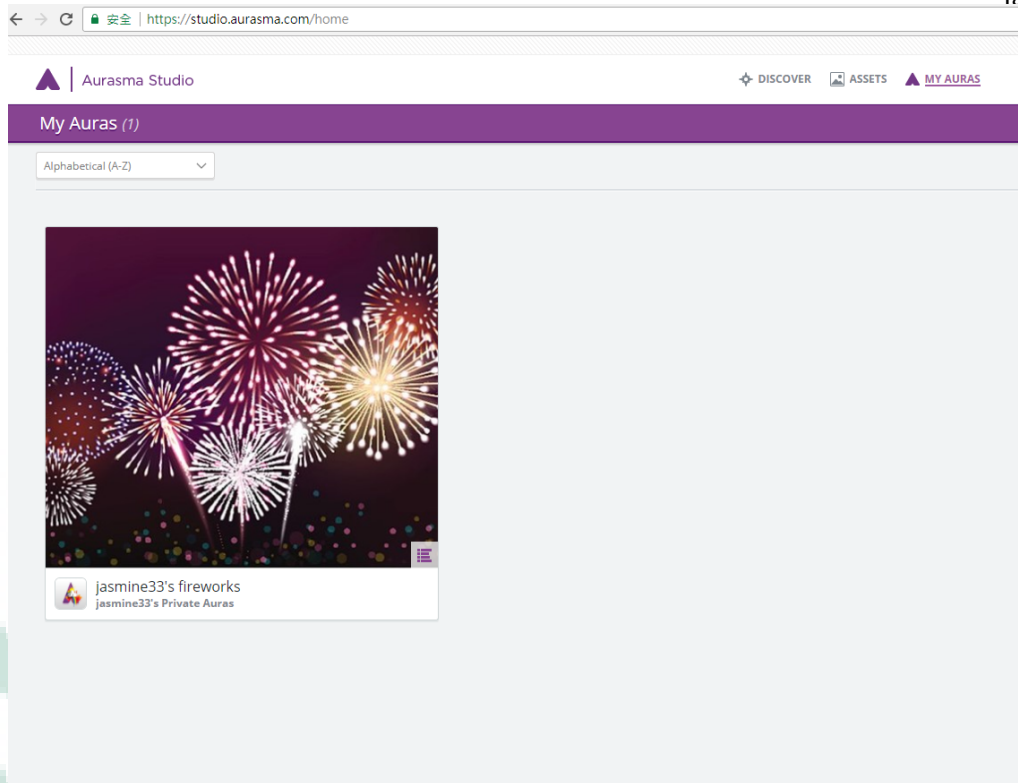 安全 | https://studio.aurasma.com/home
Aurasma Studio
DISCOVER ASSETS MY AURAS
My Auras (1)
Alphabetical (A-Z)
jasmine33's fireworks
jasmine33's Private Auras